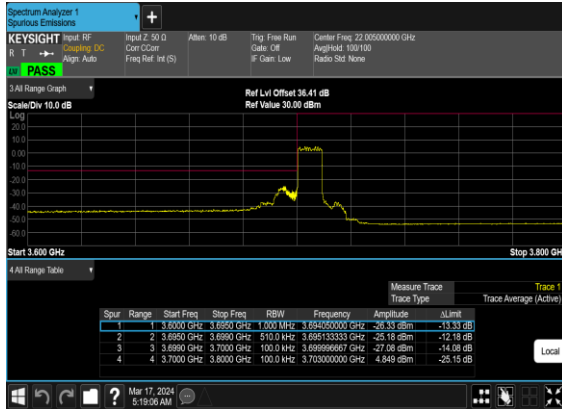 Spectrum Analyzer 1
Spurious Emissions
+
KEYSIGHT Input: RF Input Z: 50 Ω Atten: 10 dB Trig: Free Run Center Freq: 22.005000000 GHz
R T Coupling: DC Corr CCorr Gate: Off Avg|Hold: 100/100
Align: Auto Freq Ref: Int (S) IF Gain: Low Radio Std: None
PASS
3 All Range Graph
Ref Lvl Offset 36.41 dB
Scale/Div 10.0 dB Ref Value 30.00 dBm
Log
20.0
10.0
0.00
-10.0
-20.0
-30.0
-40.0
-50.0
-60.0
Start 3.600 GHz Stop 3.800 GH
4 All Range Table
Measure Trace Trace 1
Trace Type Trace Average (Active)
Spur Range Start Freq Stop Freq RBW Frequency Amplitude ΔLimit
1 1 3.6000 GHz 3.6950 GHz 1.000 MHz 3.694050000 GHz -26.33 dBm -13.33 dB
2 2 3.6950 GHz 3.6990 GHz 510.0 kHz 3.695133333 GHz -25.18 dBm -12.18 dB
3 3 3.6990 GHz 3.7000 GHz 100.0 kHz 3.699996667 GHz -27.08 dBm -14.08 dB
4 4 3.7000 GHz 3.8000 GHz 100.0 kHz 3.703000000 GHz 4.849 dBm -25.15 dB
Local
? Mar 17, 2024
5:19:06 AM